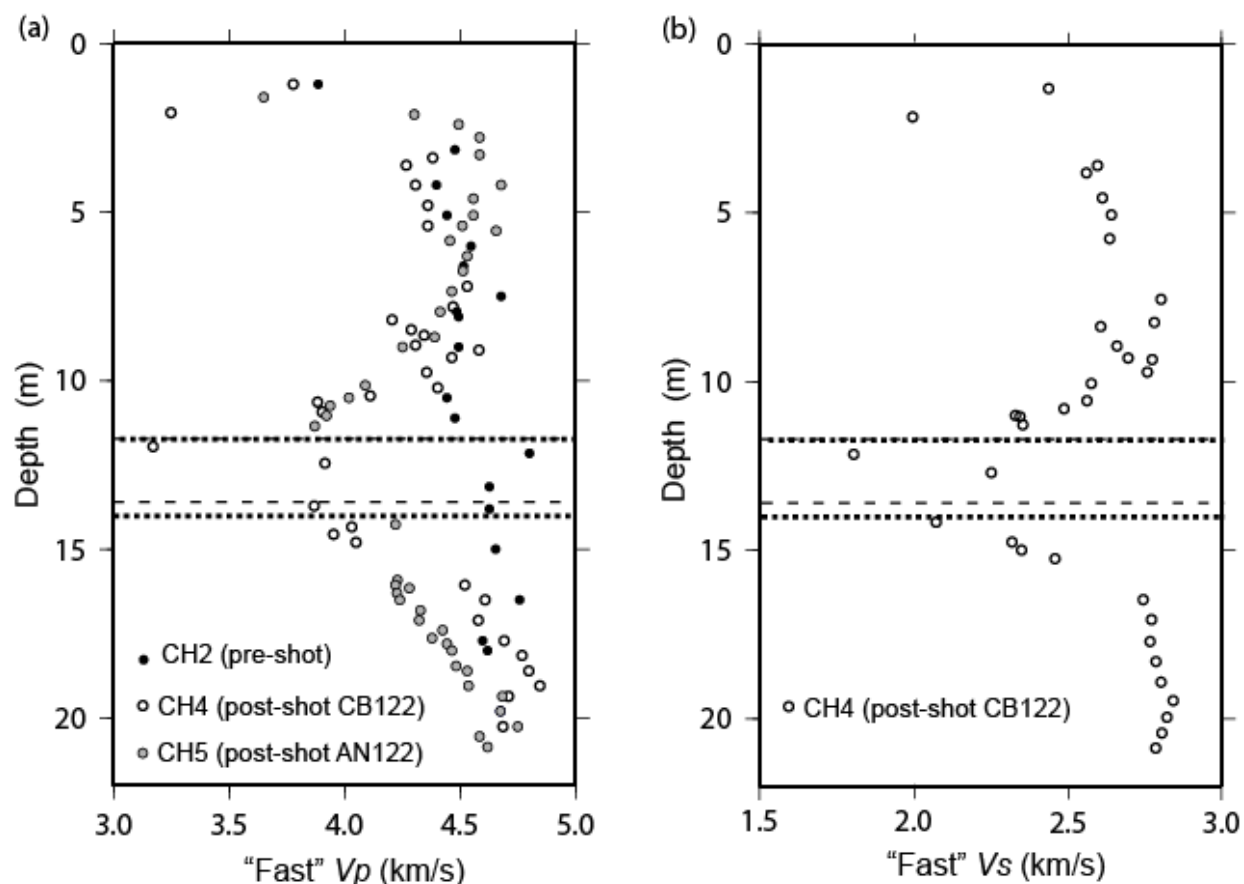 (a)
0
5
10
15
20
Depth (m)
CH2 (pre-shot)
CH4 (post-shot CB122)
CH5 (post-shot AN122)
3.0 3.5 4.0 4.5 5.0
“Fast” Vp (km/s)
(b)
0
5
10
15
20
Depth (m)
CH4 (post-shot CB122)
1.5 2.0 2.5 3.0
“Fast” Vs (km/s)